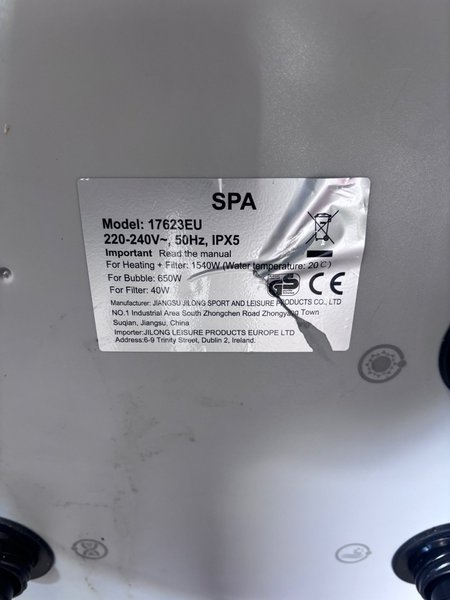 SPA
Model: 17623EU
220-240V~, 50Hz, IPX5
Important Read the manual
For Heating + Filter: 1540W (Water temperature: 20℃)
For Bubble: 650W
For Filter: 40W
GS CE
Manufacturer: JIANGSU JILONG SPORT AND LEISURE PRODUCTS CO., LTD
NO.1 Industrial Area South Zhongchen Road Zhongyang Town
Suqian, Jiangsu, China
Importer:JILONG LEISURE PRODUCTS EUROPE LTD
Address:6-9 Trinity Street, Dublin 2, Ireland.